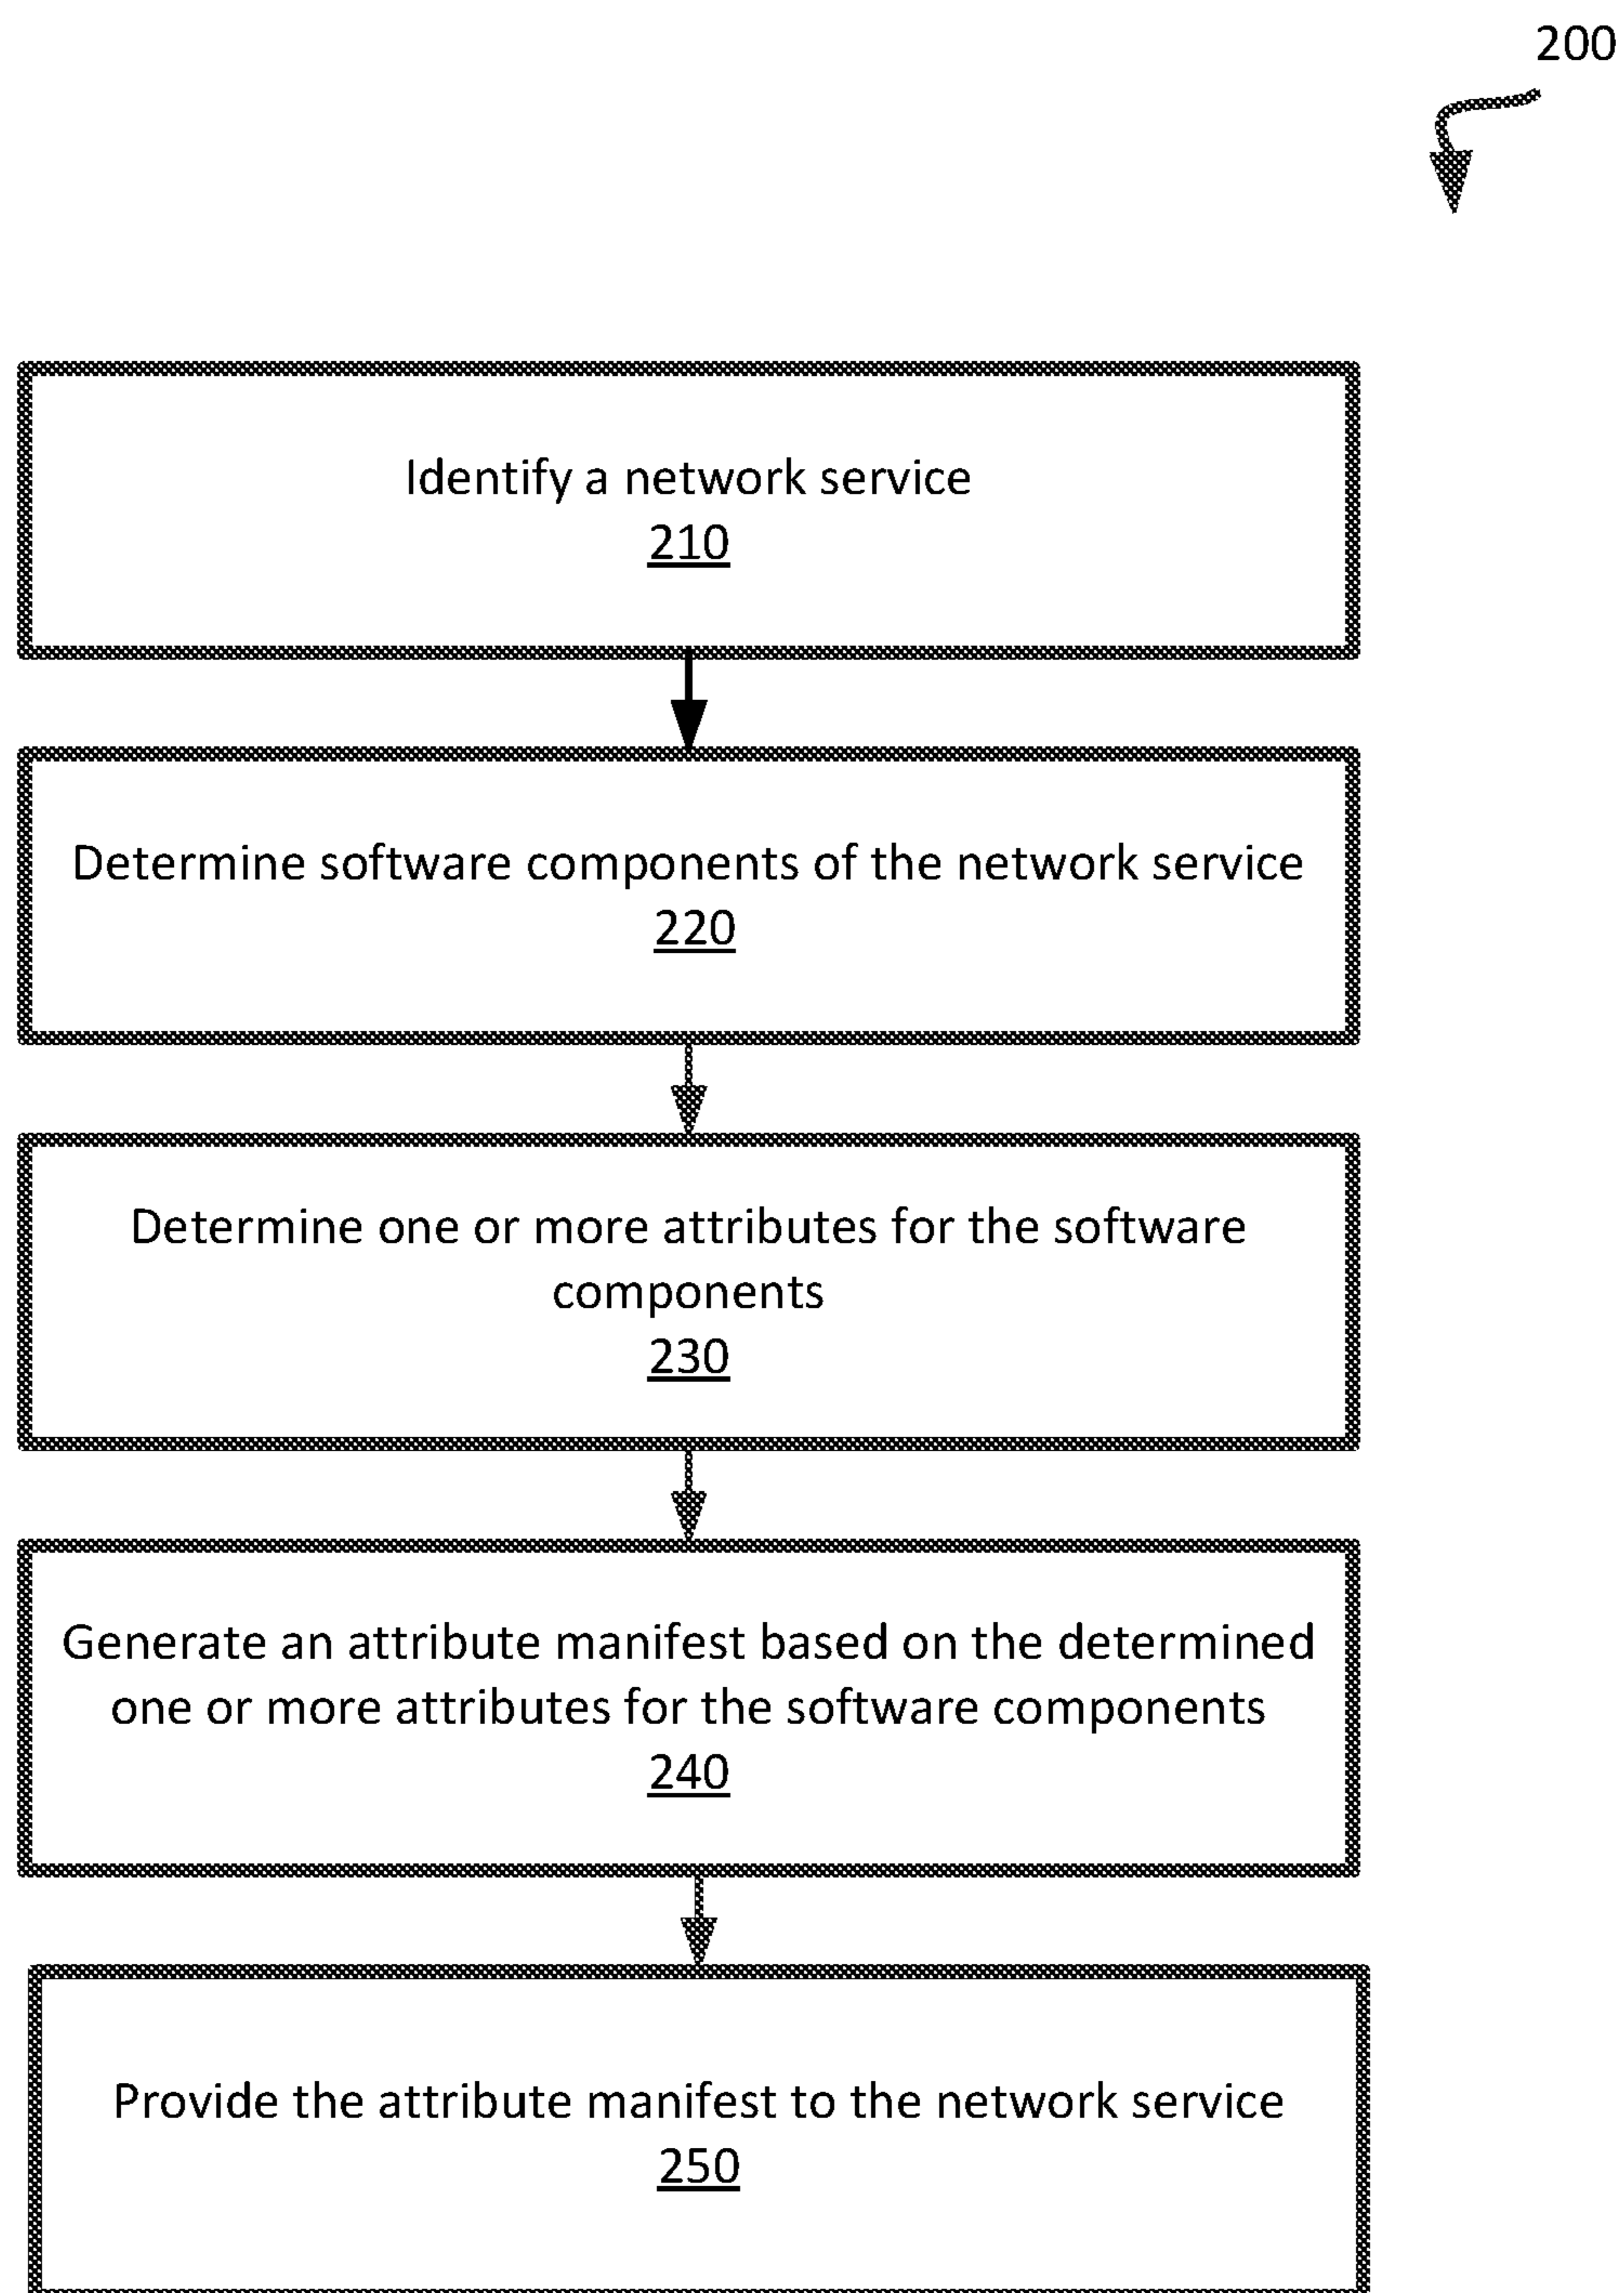 200
Identify a network service
210
Determine software components of the network service
220
Determine one or more attributes for the software
components
230
Generate an attribute manifest based on the determined
one or more attributes for the software components
240
Provide the attribute manifest to the network service
250